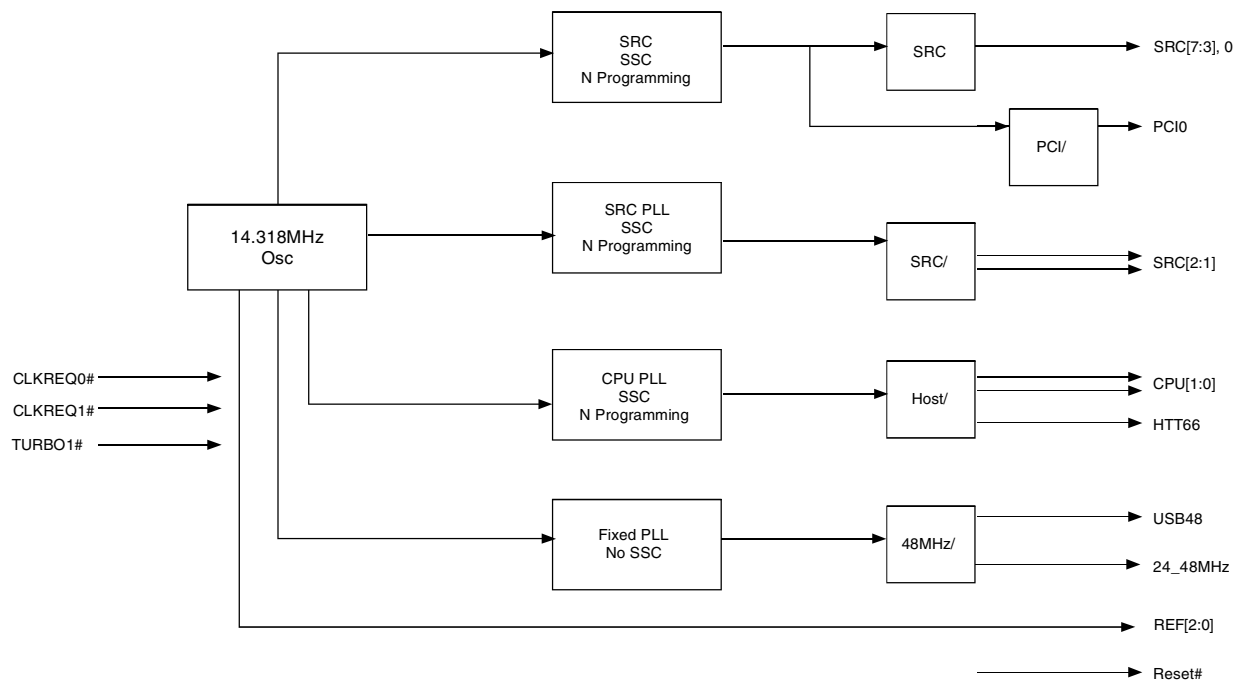 SRC
SSC
N Programming
SRC
SRC[7:3], 0
PCI/
PCI0
14.318MHz
Osc
SRC PLL
SSC
N Programming
SRC/
SRC[2:1]
CLKREQ0#
CLKREQ1#
TURBO1#
CPU PLL
SSC
N Programming
Host/
CPU[1:0]
HTT66
Fixed PLL
No SSC
48MHz/
USB48
24_48MHz
REF[2:0]
Reset#